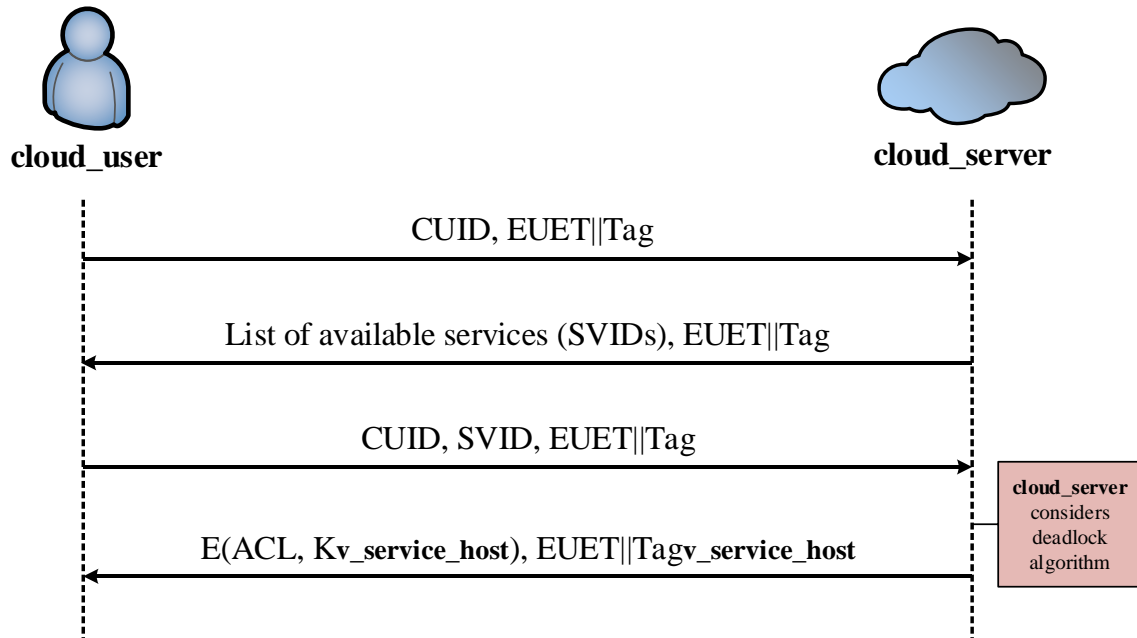 cloud_user
cloud_server
CUID, EUET||Tag
List of available services (SVIDs), EUET||Tag
CUID, SVID, EUET||Tag
cloud_server
considers
deadlock
algorithm
E(ACL, Kv_service_host), EUET||Tagv_service_host